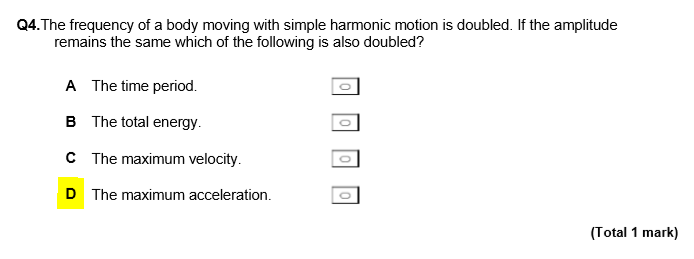 Q4.The frequency of a body moving with simple harmonic motion is doubled. If the amplitude
remains the same which of the following is also doubled?
A The time period.
B The total energy.
C The maximum velocity.
D The maximum acceleration.
(Total 1 mark)